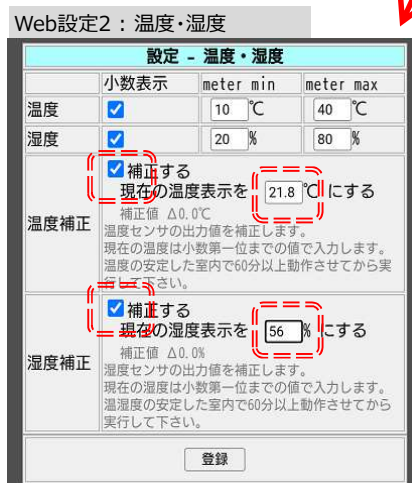 Web設定2：温度･湿度
設定 - 温度・湿度
小数表示 meter min meter max
温度 10 ℃ 40 ℃
湿度 20 % 80 %
補正する
現在の温度表示を 21.8 ℃ にする
補正値 Δ0.0℃
温度補正
温度センサの出力値を補正します。
現在の温度は小数第一位までの値で入力します。
温度の安定した室内で60分以上動作させてから実
行して下さい。
補正する
現在の湿度表示を 56 % にする
補正値 Δ0.0%
湿度補正
湿度センサの出力値を補正します。
現在の湿度は小数第一位までの値で入力します。
温湿度の安定した室内で60分以上動作させてから
実行して下さい。
登録